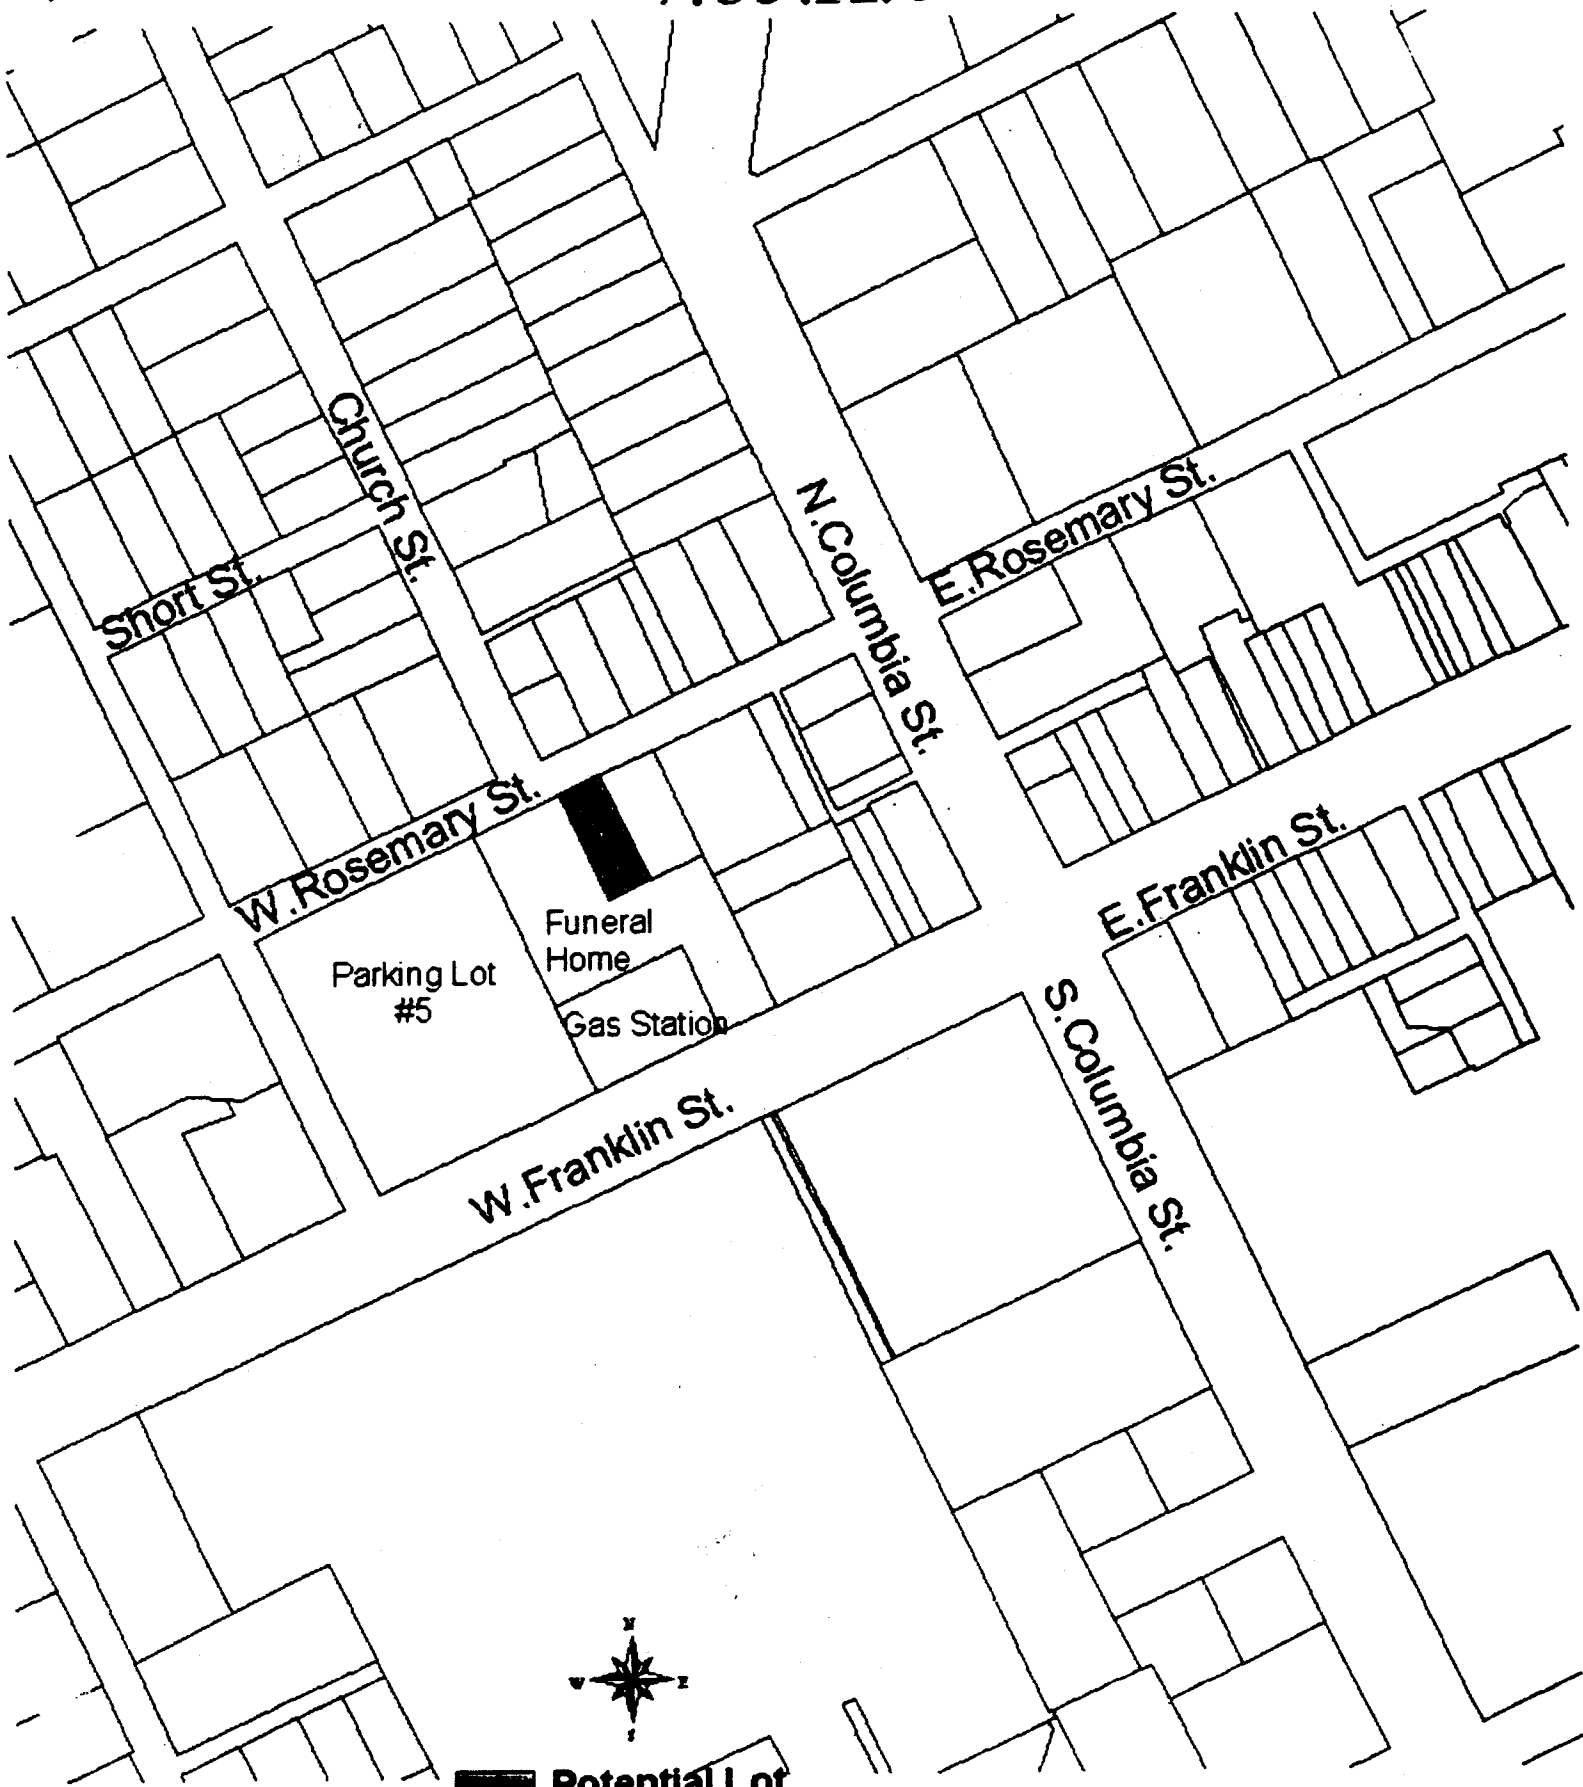 Church St.
N.Columbia St.
E.Rosemary St.
Short St.
W.Rosemary St.
Funeral
Home
Parking Lot
#5
Gas Station
E.Franklin St.
W.Franklin St.
S.Columbia St.
N
W E
S
Potential Lot